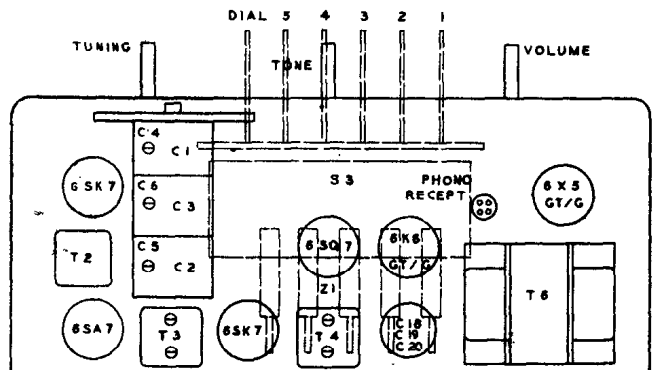 DIAL 5 4 3 2 1
TUNING
TONE
VOLUME
C4
C1
6SK7
C6
C3
S3
PHONO
RECEPT
6X5
GT/G
T2
C5
C2
6SQ7
6K6
GT/G
Z1
T6
6SA7
T3
6SK7
T4
C18
C19
C20